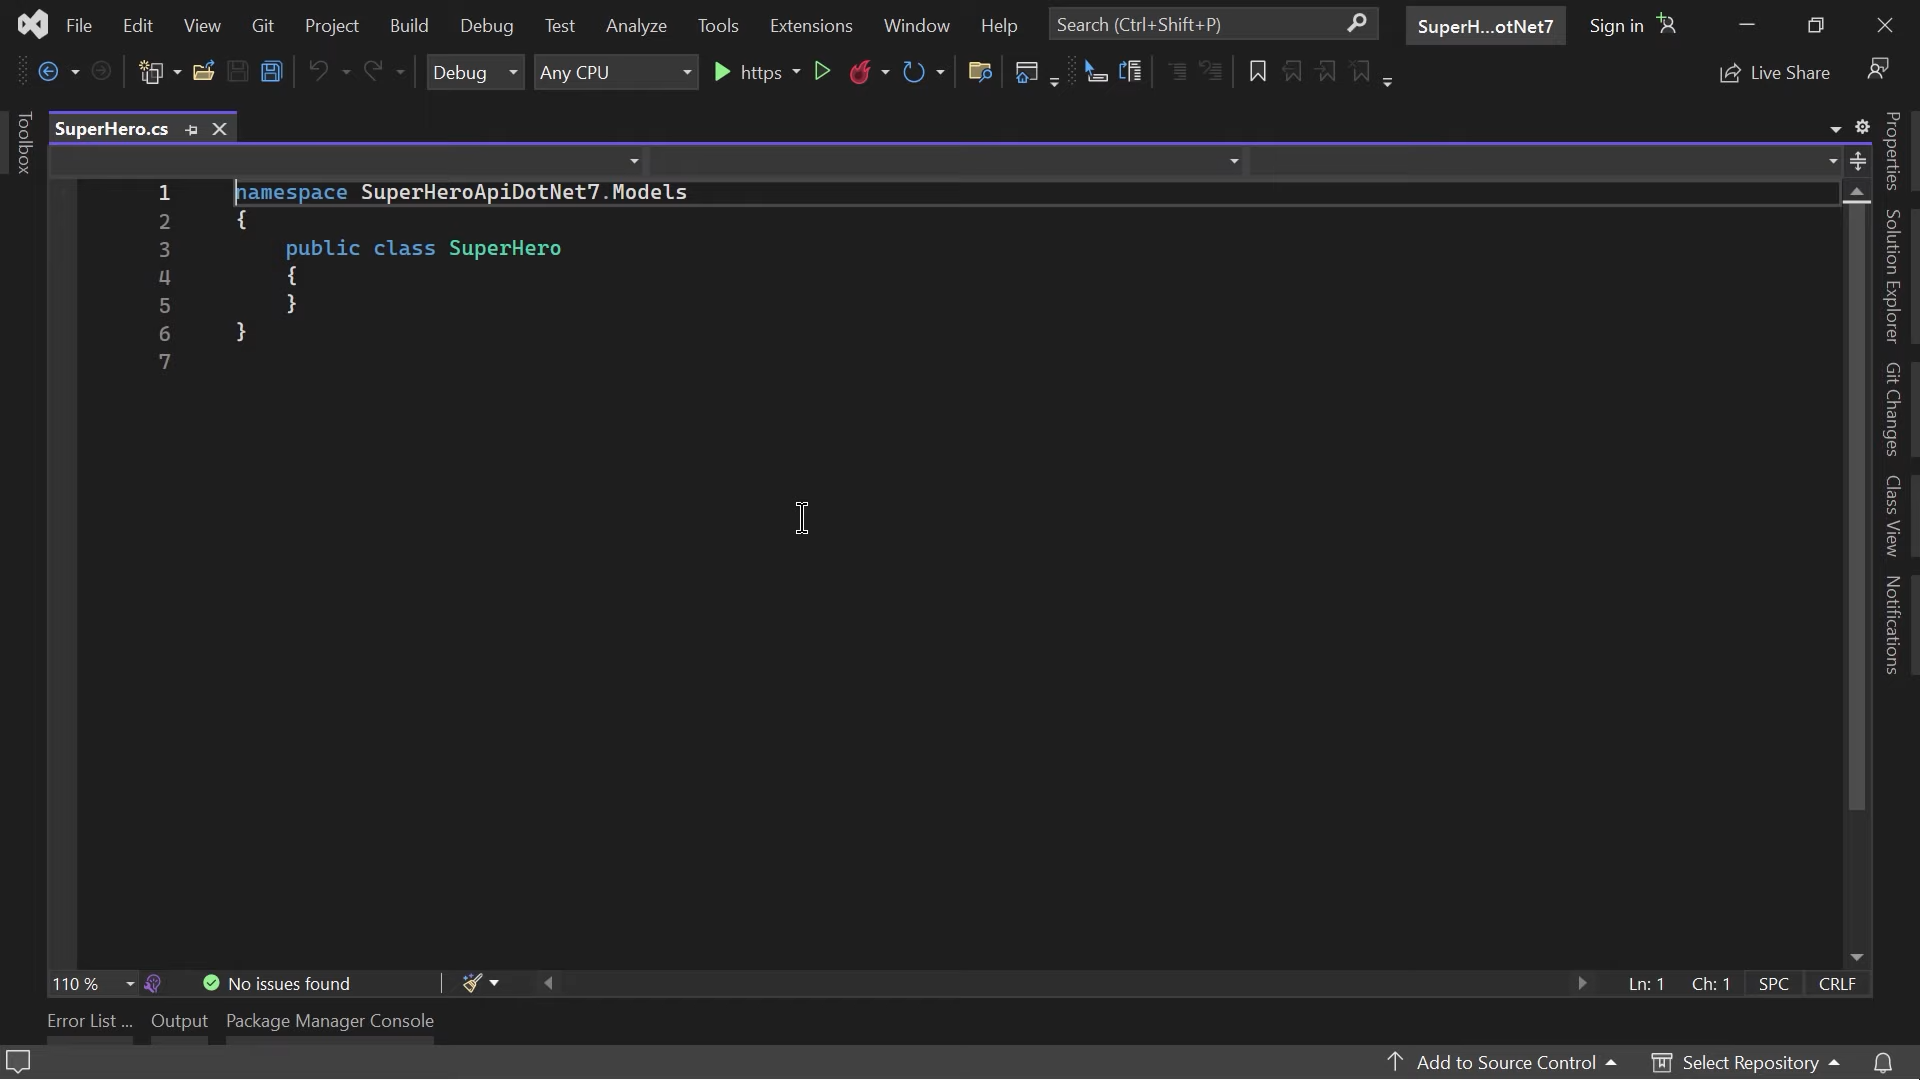 File Edit View Git Project Build Debug Test Analyze Tools Extensions Window Help Search (Ctrl+Shift+P) SuperH...otNet7 Sign in
Debug Any CPU https Live Share
Toolbox
SuperHero.cs
1 namespace SuperHeroApiDotNet7.Models
2 {
3 public class SuperHero
4 {
5 }
6 }
7
Properties
Solution Explorer
Git Changes
Class View
Notifications
110 % No issues found Ln: 1 Ch: 1 SPC CRLF
Error List ... Output Package Manager Console
Add to Source Control Select Repository